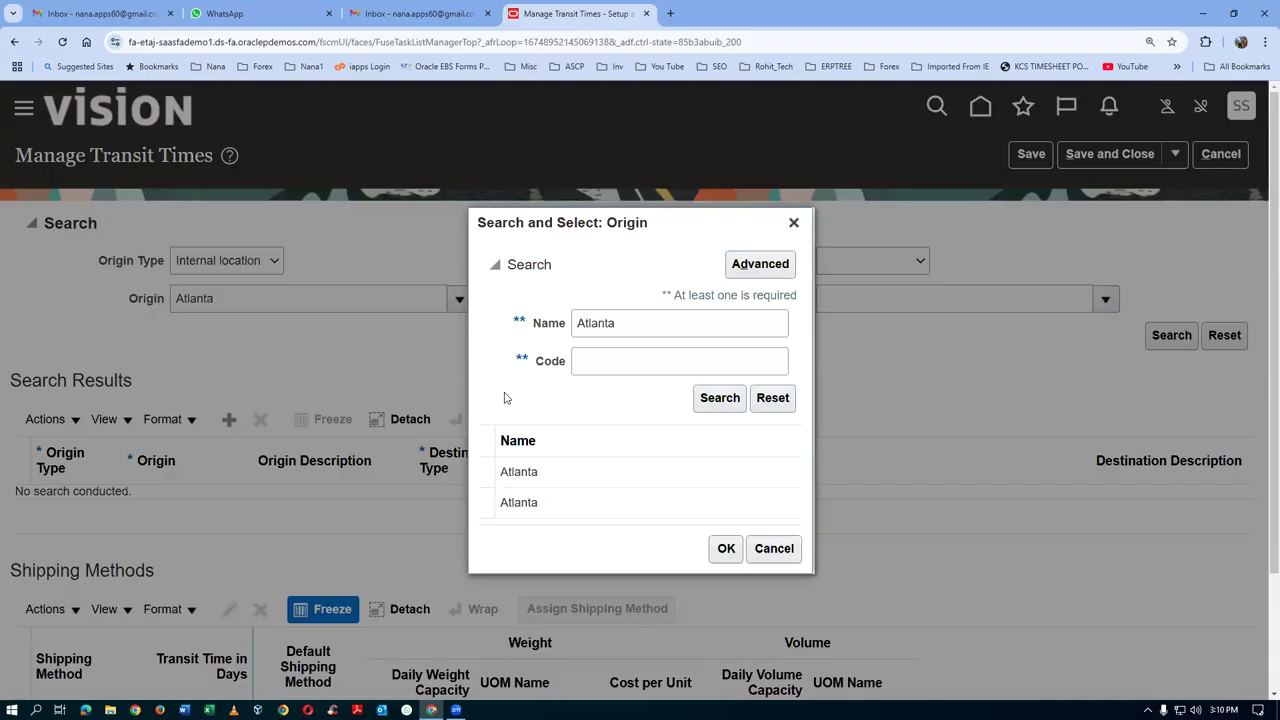 Inbox - nana.apps60@gmail.co
WhatsApp
Inbox - nana.apps60@gmail.co
Manage Transit Times - Setup a
fa-etaj-saasfademo1.ds-fa.oraclepdemos.com/fscmUI/faces/FuseTaskListManagerTop?_afrLoop=16748952145069138&_adf.ctrl-state=85b3abuib_200
Suggested Sites
Bookmarks
Nana
Forex
Nana1
iapps Login
Oracle EBS Forms P...
Misc
ASCP
Inv
You Tube
SEO
Rohit_Tech
ERPTREE
Forex
Imported From IE
KCS TIMESHEET PO...
YouTube
»
All Bookmarks
VISION
SS
Manage Transit Times
Save
Save and Close
Cancel
Search
Origin Type
Internal location
Origin
Atlanta
Search
Reset
Search and Select: Origin
Search
Advanced
** At least one is required
** Name
Atlanta
** Code
Search
Reset
Name
Atlanta
Atlanta
OK
Cancel
Search Results
Actions
View
Format
Freeze
Detach
* Origin Type
* Origin
Origin Description
* Destin
Type
Destination Description
No search conducted.
Shipping Methods
Actions
View
Format
Freeze
Detach
Wrap
Assign Shipping Method
Weight
Volume
Shipping Method
Transit Time in Days
Default Shipping Method
Daily Weight Capacity
UOM Name
Cost per Unit
Daily Volume Capacity
UOM Name
3:10 PM